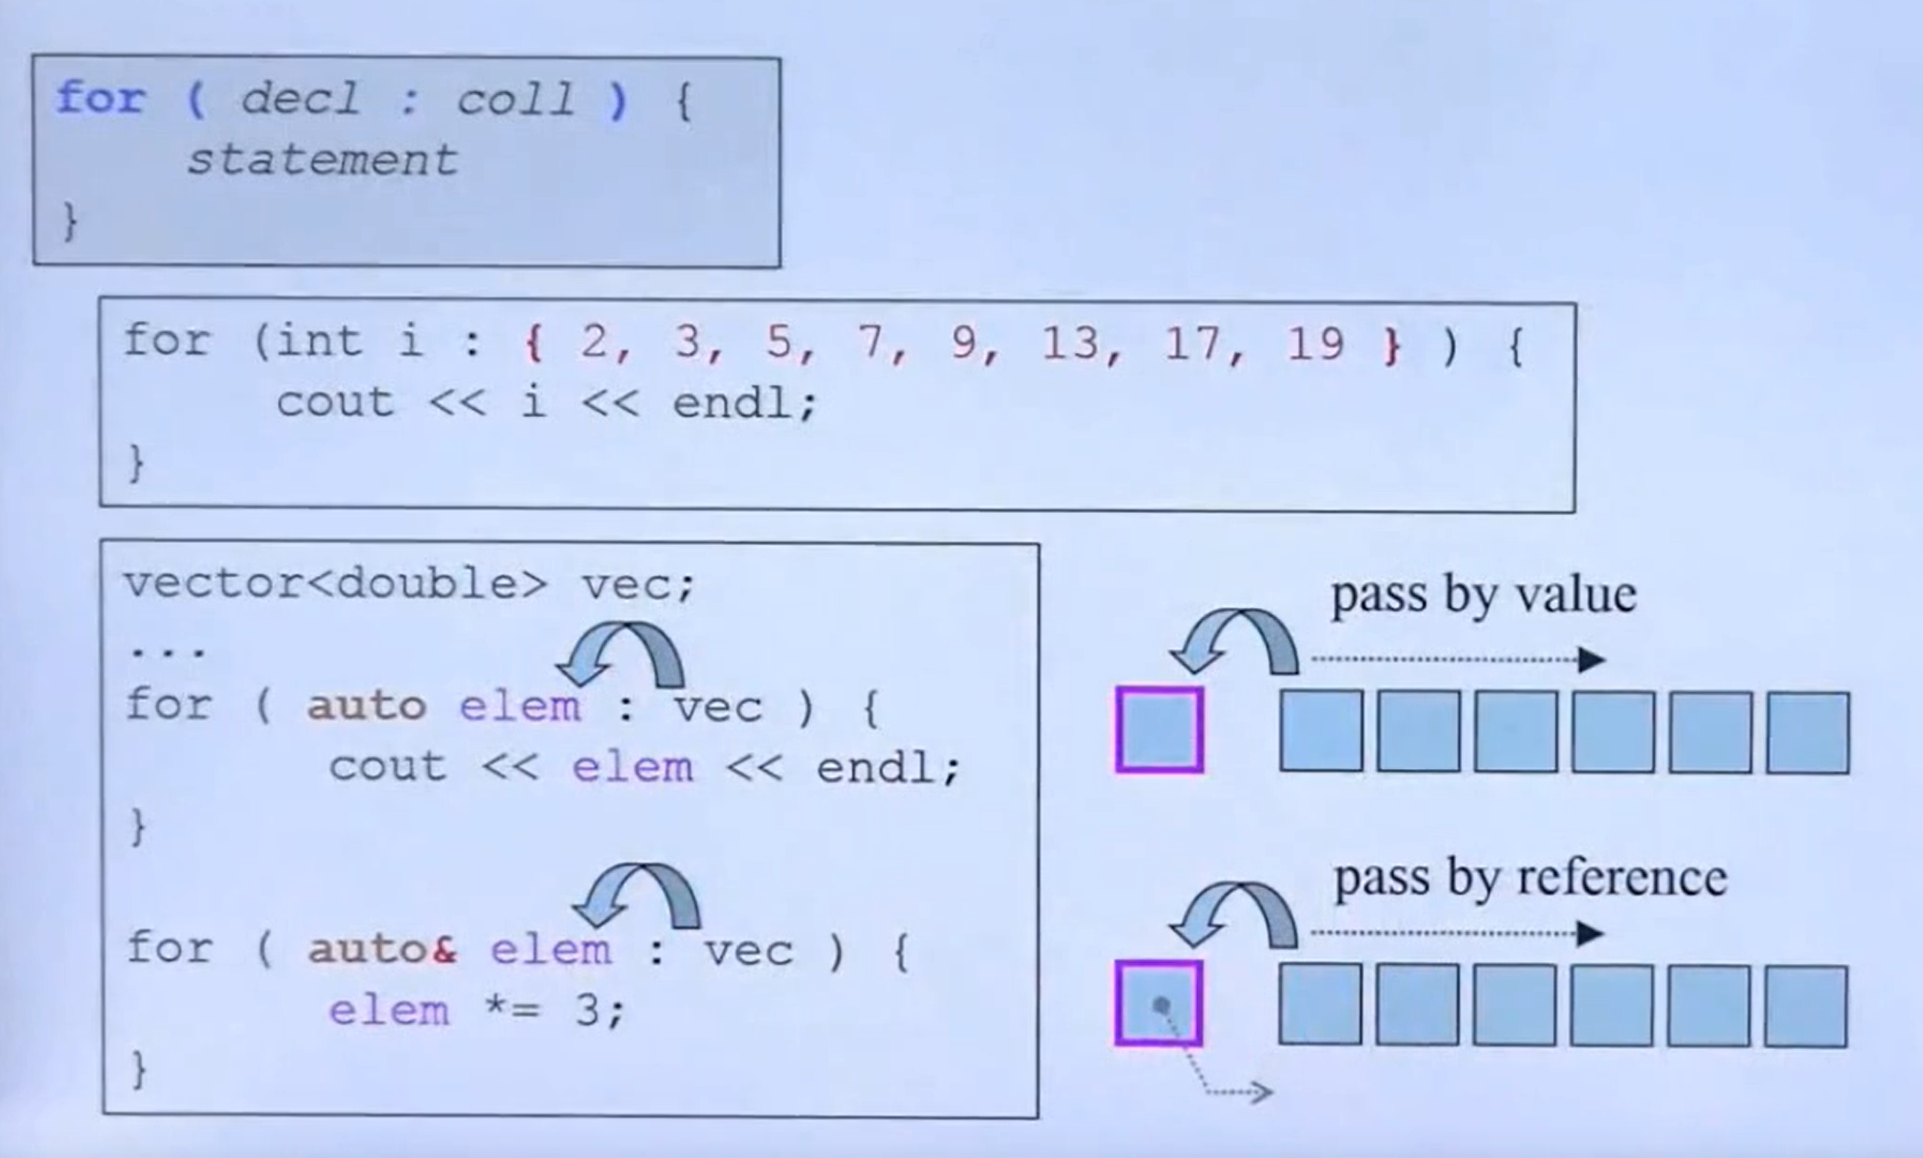 for ( decl : coll ) {
statement
}
for (int i : { 2, 3, 5, 7, 9, 13, 17, 19 } ) {
cout << i << endl;
}
vector<double> vec;
...
for ( auto elem : vec ) {
cout << elem << endl;
}
for ( auto& elem : vec ) {
elem *= 3;
}
pass by value
pass by reference